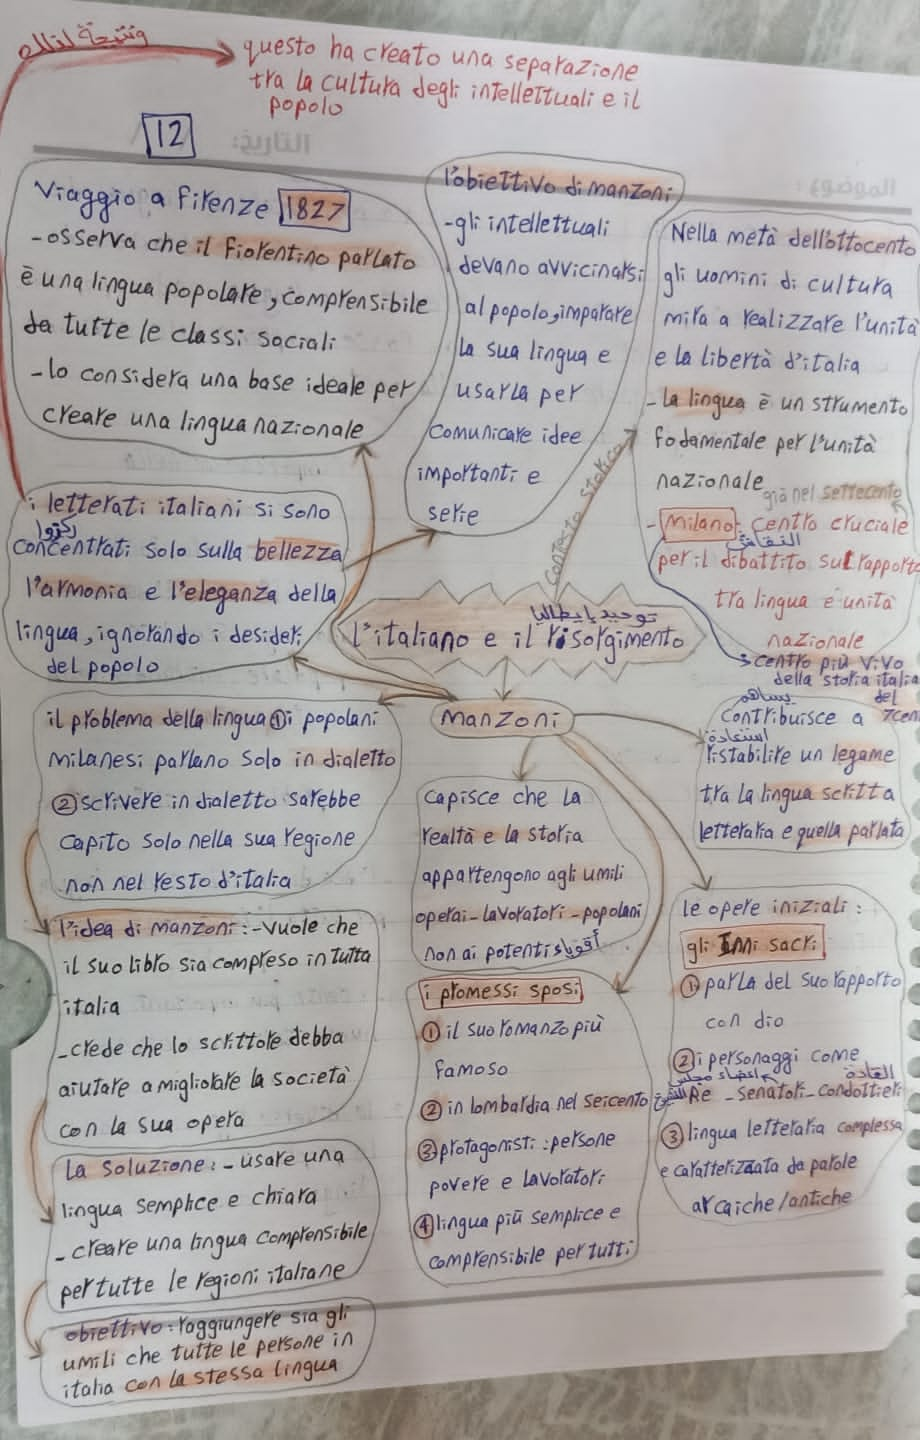 ونتيجة لذلك
questo ha creato una separazione
tra la cultura degli intellettuali e il
popolo
12
التاريخ:
الموضوع:
Viaggio a Firenze 1827
-osserva che il Fiorentino parlato
è una lingua popolare, comprensibile
da tutte le classi sociali
- lo considera una base ideale per
creare una lingua nazionale
l'obiettivo di manzoni
-gli intellettuali
devano avvicinarsi
al popolo, imparare
la sua lingua e
usarla per
comunicare idee
importanti e
serie
Nella metà dell'ottocento
gli uomini di cultura
mira a realizzare l'unità
e la libertà d'italia
- La lingua è un strumento
fodamentale per l'unità
nazionale
già nel settecento
- Milano: centro cruciale
النقاش
per il dibattito sul rapporto
tra lingua e unità
nazionale
centro più vivo
della storia italia
del
7cen
i letterati italiani si sono
ركزوا
concentrati solo sulla bellezza
l'armonia e l'eleganza della
lingua, ignorando i desideri
del popolo
contesto storico
توحيد إيطاليا
l'italiano e il risorgimento
manzoni
il problema della lingua ① i popolani
milanesi parlano solo in dialetto
② scrivere in dialetto sarebbe
capito solo nella sua regione
non nel resto d'italia
يساهم
contribuisce a
استعادة
ristabilire un legame
tra la lingua scritta
letteraria e quella parlata
capisce che la
realtà e la storia
appartengono agli umili
operai - lavoratori - popolani
non ai potenti أقوياء
l'idea di manzoni: - vuole che
il suo libro sia compreso in tutta
italia
- crede che lo scrittore debba
aiutare a migliorare la società
con la sua opera
i promessi sposi
① il suo romanzo più
famoso
② in lombardia nel seicento
③ protagonisti: persone
povere e lavoratori
④ lingua più semplice e
comprensibile per tutti
le opere iniziali:
gli Inni sacri
① parla del suo rapporto
con dio
② i personaggi come
أعضاء مجلس الشيوخ
القادة
Re - senatori - condottieri
③ lingua letteraria complessa
e caratterizzata da parole
arcaiche/antiche
La soluzione: - usare una
lingua semplice e chiara
- creare una lingua comprensibile
per tutte le regioni italiane
obiettivo: raggiungere sia gli
umili che tutte le persone in
italia con la stessa lingua